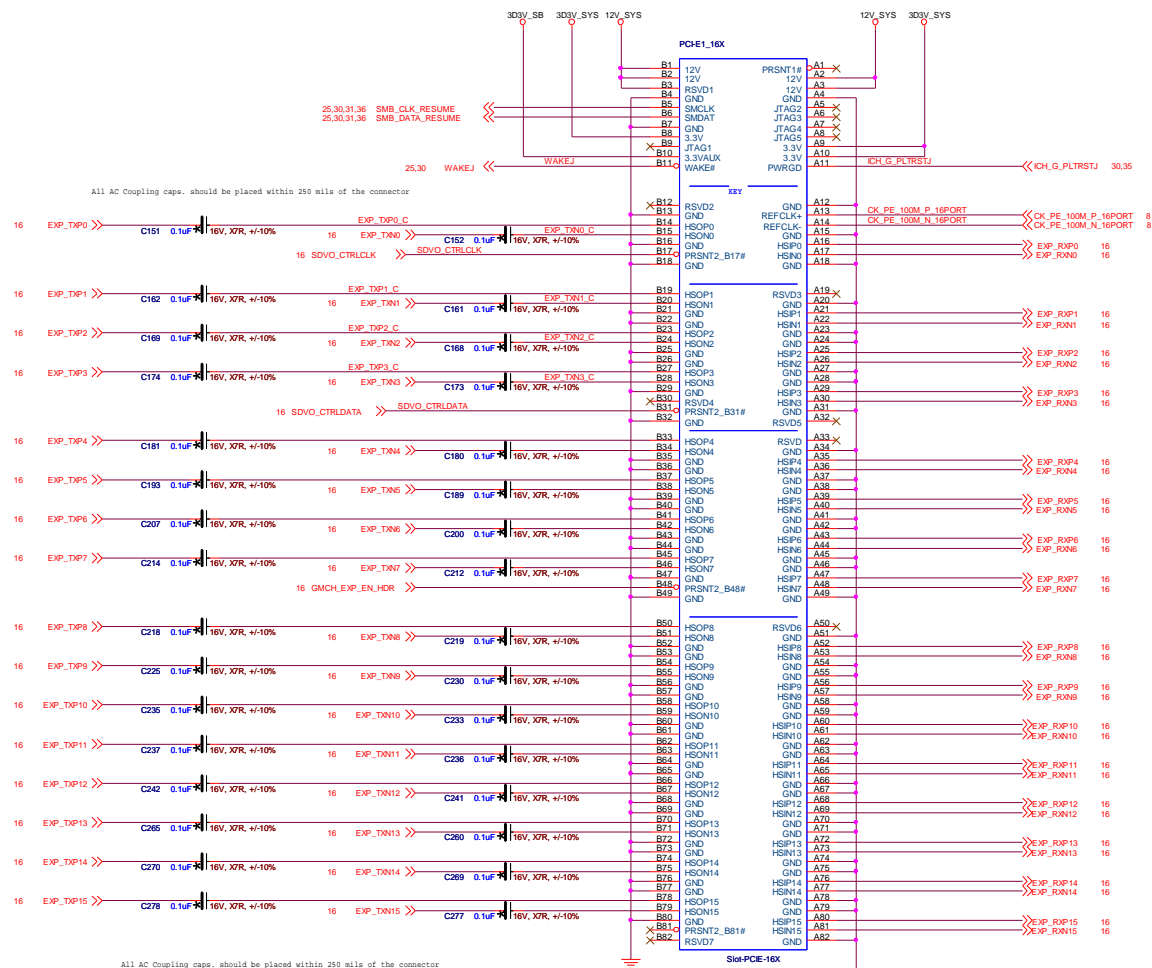 3D3V_SB 3D3V_SYS 12V_SYS 12V_SYS 3D3V_SYS
PCI-E1_16X
B1 12V PRSNT1# A1
B2 12V 12V A2
B3 RSVD1 12V A3
B4 GND GND A4
25,30,31,36 SMB_CLK_RESUME B5 SMCLK JTAG2 A5
25,30,31,36 SMB_DATA_RESUME B6 SMDAT JTAG3 A6
B7 GND JTAG4 A7
B8 3.3V JTAG5 A8
B9 JTAG1 3.3V A9
B10 3.3VAUX 3.3V A10
25,30 WAKEJ WAKEJ B11 WAKE# PWRGD A11 ICH_G_PLTRSTJ ICH_G_PLTRSTJ 30,35
All AC Coupling caps. should be placed within 250 mils of the connector
KEY
B12 RSVD2 GND A12
B13 GND REFCLK+ A13 CK_PE_100M_P_16PORT CK_PE_100M_P_16PORT 8
16 EXP_TXP0 C151 0.1uF 16V, X7R, +/-10% EXP_TXP0_C B14 HSOP0 REFCLK- A14 CK_PE_100M_N_16PORT CK_PE_100M_N_16PORT 8
16 EXP_TXN0 C152 0.1uF 16V, X7R, +/-10% EXP_TXN0_C B15 HSON0 GND A15
B16 GND HSIP0 A16 EXP_RXP0 16
16 SDVO_CTRLCLK SDVO_CTRLCLK B17 PRSNT2_B17# HSIN0 A17 EXP_RXN0 16
B18 GND GND A18
16 EXP_TXP1 C162 0.1uF 16V, X7R, +/-10% EXP_TXP1_C B19 HSOP1 RSVD3 A19
16 EXP_TXN1 C161 0.1uF 16V, X7R, +/-10% EXP_TXN1_C B20 HSON1 GND A20
B21 GND HSIP1 A21 EXP_RXP1 16
B22 GND HSIN1 A22 EXP_RXN1 16
16 EXP_TXP2 C169 0.1uF 16V, X7R, +/-10% EXP_TXP2_C B23 HSOP2 GND A23
16 EXP_TXN2 C168 0.1uF 16V, X7R, +/-10% EXP_TXN2_C B24 HSON2 GND A24
B25 GND HSIP2 A25 EXP_RXP2 16
B26 GND HSIN2 A26 EXP_RXN2 16
16 EXP_TXP3 C174 0.1uF 16V, X7R, +/-10% EXP_TXP3_C B27 HSOP3 GND A27
16 EXP_TXN3 C173 0.1uF 16V, X7R, +/-10% EXP_TXN3_C B28 HSON3 GND A28
B29 GND HSIP3 A29 EXP_RXP3 16
B30 RSVD4 HSIN3 A30 EXP_RXN3 16
16 SDVO_CTRLDATA SDVO_CTRLDATA B31 PRSNT2_B31# GND A31
B32 GND RSVD5 A32
16 EXP_TXP4 C181 0.1uF 16V, X7R, +/-10% B33 HSOP4 RSVD A33
16 EXP_TXN4 C180 0.1uF 16V, X7R, +/-10% B34 HSON4 GND A34
B35 GND HSIP4 A35 EXP_RXP4 16
B36 GND HSIN4 A36 EXP_RXN4 16
16 EXP_TXP5 C193 0.1uF 16V, X7R, +/-10% B37 HSOP5 GND A37
16 EXP_TXN5 C189 0.1uF 16V, X7R, +/-10% B38 HSON5 GND A38
B39 GND HSIP5 A39 EXP_RXP5 16
B40 GND HSIN5 A40 EXP_RXN5 16
16 EXP_TXP6 C207 0.1uF 16V, X7R, +/-10% B41 HSOP6 GND A41
16 EXP_TXN6 C200 0.1uF 16V, X7R, +/-10% B42 HSON6 GND A42
B43 GND HSIP6 A43 EXP_RXP6 16
B44 GND HSIN6 A44 EXP_RXN6 16
16 EXP_TXP7 C214 0.1uF 16V, X7R, +/-10% B45 HSOP7 GND A45
16 EXP_TXN7 C212 0.1uF 16V, X7R, +/-10% B46 HSON7 GND A46
B47 GND HSIP7 A47 EXP_RXP7 16
16 GMCH_EXP_EN_HDR B48 PRSNT2_B48# HSIN7 A48 EXP_RXN7 16
B49 GND GND A49
16 EXP_TXP8 C218 0.1uF 16V, X7R, +/-10% B50 HSOP8 RSVD6 A50
16 EXP_TXN8 C219 0.1uF 16V, X7R, +/-10% B51 HSON8 GND A51
B52 GND HSIP8 A52 EXP_RXP8 16
B53 GND HSIN8 A53 EXP_RXN8 16
16 EXP_TXP9 C225 0.1uF 16V, X7R, +/-10% B54 HSOP9 GND A54
16 EXP_TXN9 C230 0.1uF 16V, X7R, +/-10% B55 HSON9 GND A55
B56 GND HSIP9 A56 EXP_RXP9 16
B57 GND HSIN9 A57 EXP_RXN9 16
16 EXP_TXP10 C235 0.1uF 16V, X7R, +/-10% B58 HSOP10 GND A58
16 EXP_TXN10 C233 0.1uF 16V, X7R, +/-10% B59 HSON10 GND A59
B60 GND HSIP10 A60 EXP_RXP10 16
B61 GND HSIN10 A61 EXP_RXN10 16
16 EXP_TXP11 C237 0.1uF 16V, X7R, +/-10% B62 HSOP11 GND A62
16 EXP_TXN11 C236 0.1uF 16V, X7R, +/-10% B63 HSON11 GND A63
B64 GND HSIP11 A64 EXP_RXP11 16
B65 GND HSIN11 A65 EXP_RXN11 16
16 EXP_TXP12 C242 0.1uF 16V, X7R, +/-10% B66 HSOP12 GND A66
16 EXP_TXN12 C241 0.1uF 16V, X7R, +/-10% B67 HSON12 GND A67
B68 GND HSIP12 A68 EXP_RXP12 16
B69 GND HSIN12 A69 EXP_RXN12 16
16 EXP_TXP13 C265 0.1uF 16V, X7R, +/-10% B70 HSOP13 GND A70
16 EXP_TXN13 C260 0.1uF 16V, X7R, +/-10% B71 HSON13 GND A71
B72 GND HSIP13 A72 EXP_RXP13 16
B73 GND HSIN13 A73 EXP_RXN13 16
16 EXP_TXP14 C270 0.1uF 16V, X7R, +/-10% B74 HSOP14 GND A74
16 EXP_TXN14 C269 0.1uF 16V, X7R, +/-10% B75 HSON14 GND A75
B76 GND HSIP14 A76 EXP_RXP14 16
B77 GND HSIN14 A77 EXP_RXN14 16
16 EXP_TXP15 C278 0.1uF 16V, X7R, +/-10% B78 HSOP15 GND A78
16 EXP_TXN15 C277 0.1uF 16V, X7R, +/-10% B79 HSON15 GND A79
B80 GND HSIP15 A80 EXP_RXP15 16
B81 PRSNT2_B81# HSIN15 A81 EXP_RXN15 16
B82 RSVD7 GND A82
Slot-PCIE-16X
All AC Coupling caps. should be placed within 250 mils of the connector